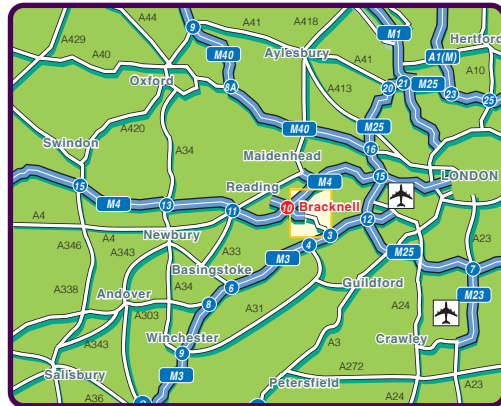 A44
A429
9
A41
A418
M1
Hertford
A40
M40
Aylesbury
A41
A1(M)
A10
Oxford
8A
A413
20
21
M25
23
25
A420
M40
M25
Swindon
A34
16
Maidenhead
15
Reading
M4
15
LONDON
M4
13
11
10
Bracknell
A4
12
A346
A4
A343
Newbury
A33
4
3
M25
A23
Basingstoke
M3
7
A338
Andover
A34
8
6
Guildford
M23
A303
A31
A24
Winchester
A343
9
A3
Crawley
Salisbury
M3
A272
A36
Petersfield
A24
A23